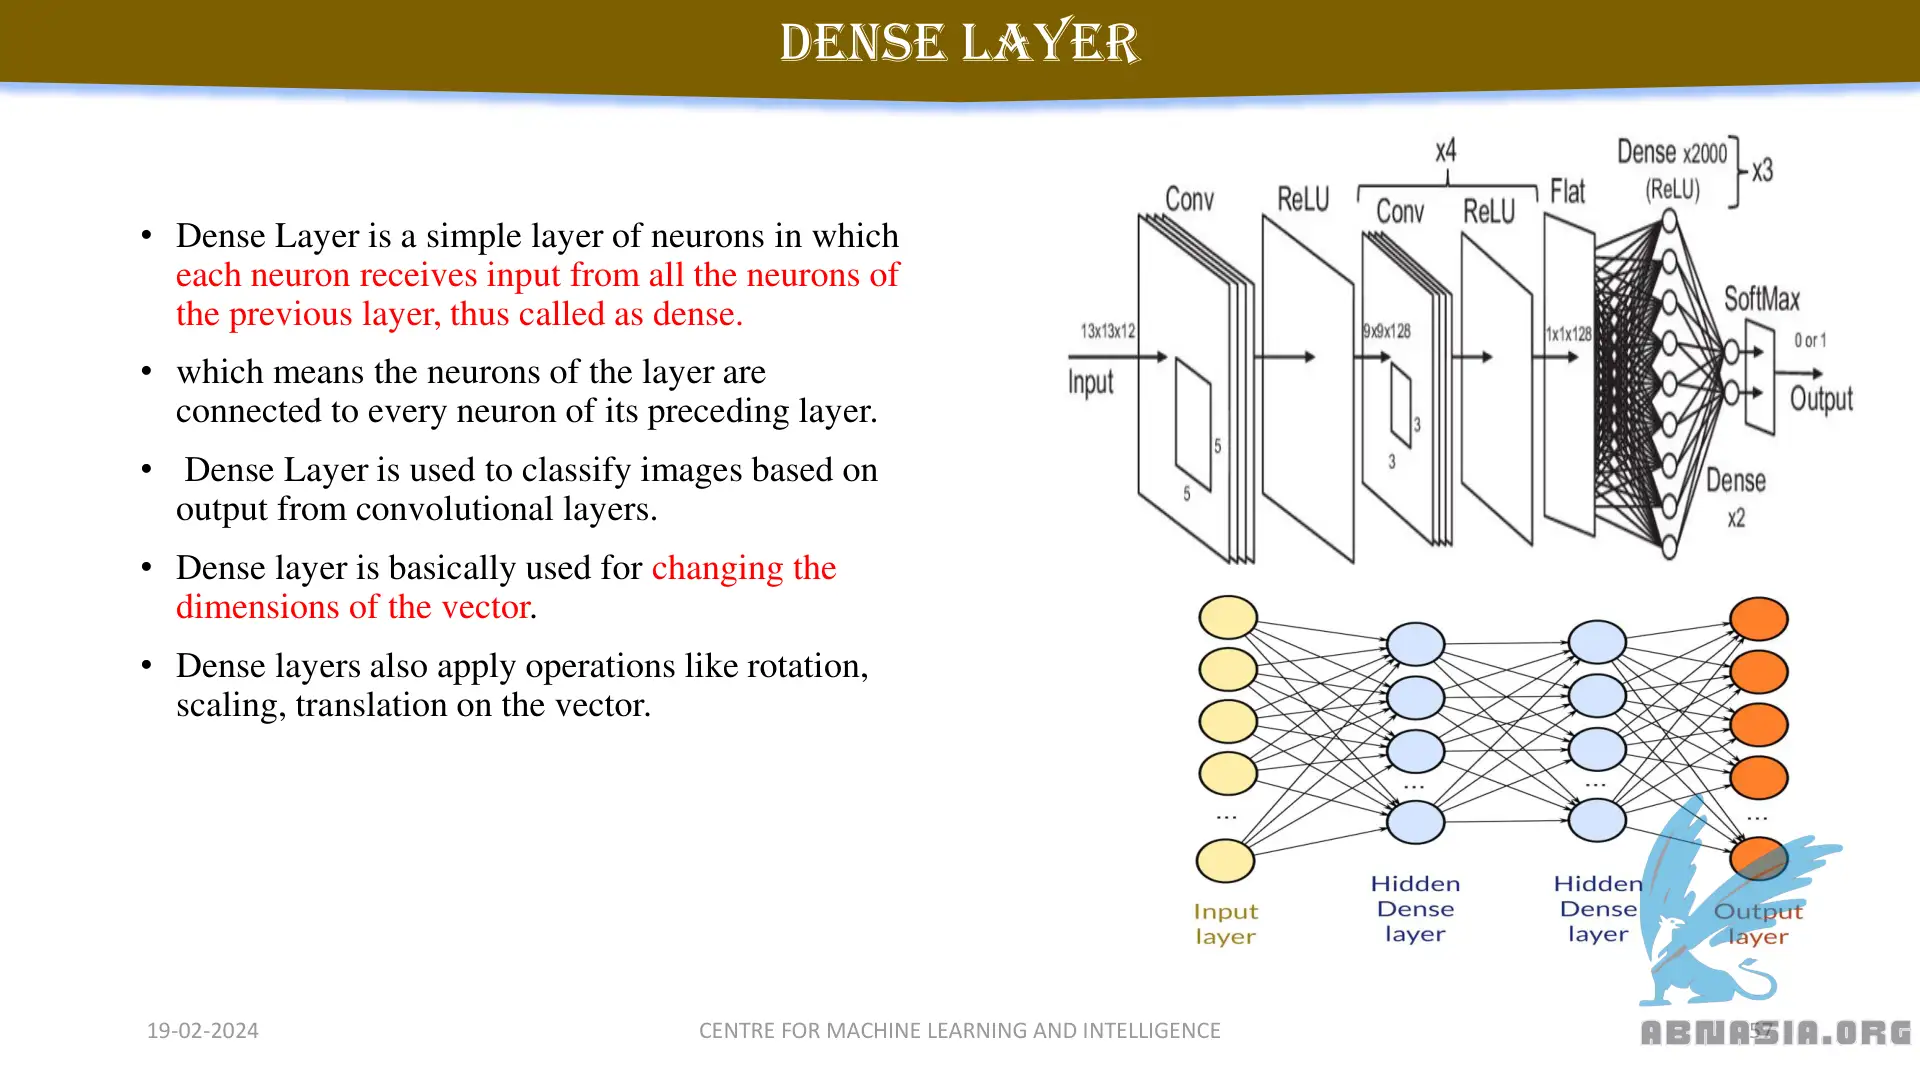 DENSE LAYER
• Dense Layer is a simple layer of neurons in which
each neuron receives input from all the neurons of
the previous layer, thus called as dense.
• which means the neurons of the layer are
connected to every neuron of its preceding layer.
• Dense Layer is used to classify images based on
output from convolutional layers.
• Dense layer is basically used for changing the
dimensions of the vector.
• Dense layers also apply operations like rotation,
scaling, translation on the vector.
x4
Dense x2000
(ReLU)
x3
Conv
ReLU
Conv
ReLU
Flat
SoftMax
13x13x12
9x9x128
1x1x128
0 or 1
Input
Output
5
5
3
3
Dense
x2
...
...
...
...
Input
layer
Hidden
Dense
layer
Hidden
Dense
layer
Output
layer
19-02-2024
CENTRE FOR MACHINE LEARNING AND INTELLIGENCE
57
ABNASIA.ORG